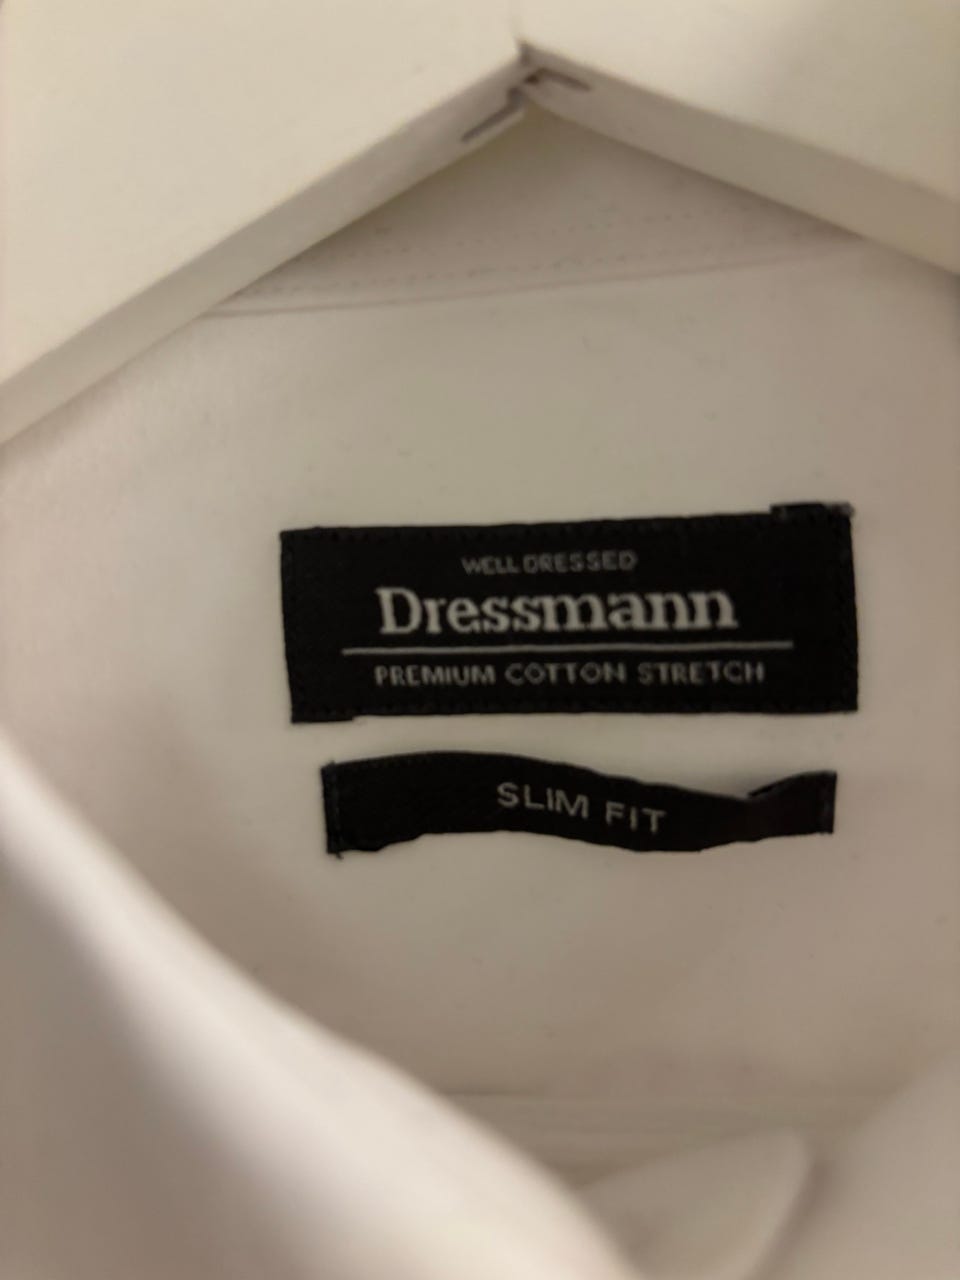 WELL DRESSED
Dressmann
PREMIUM COTTON STRETCH
SLIM FIT